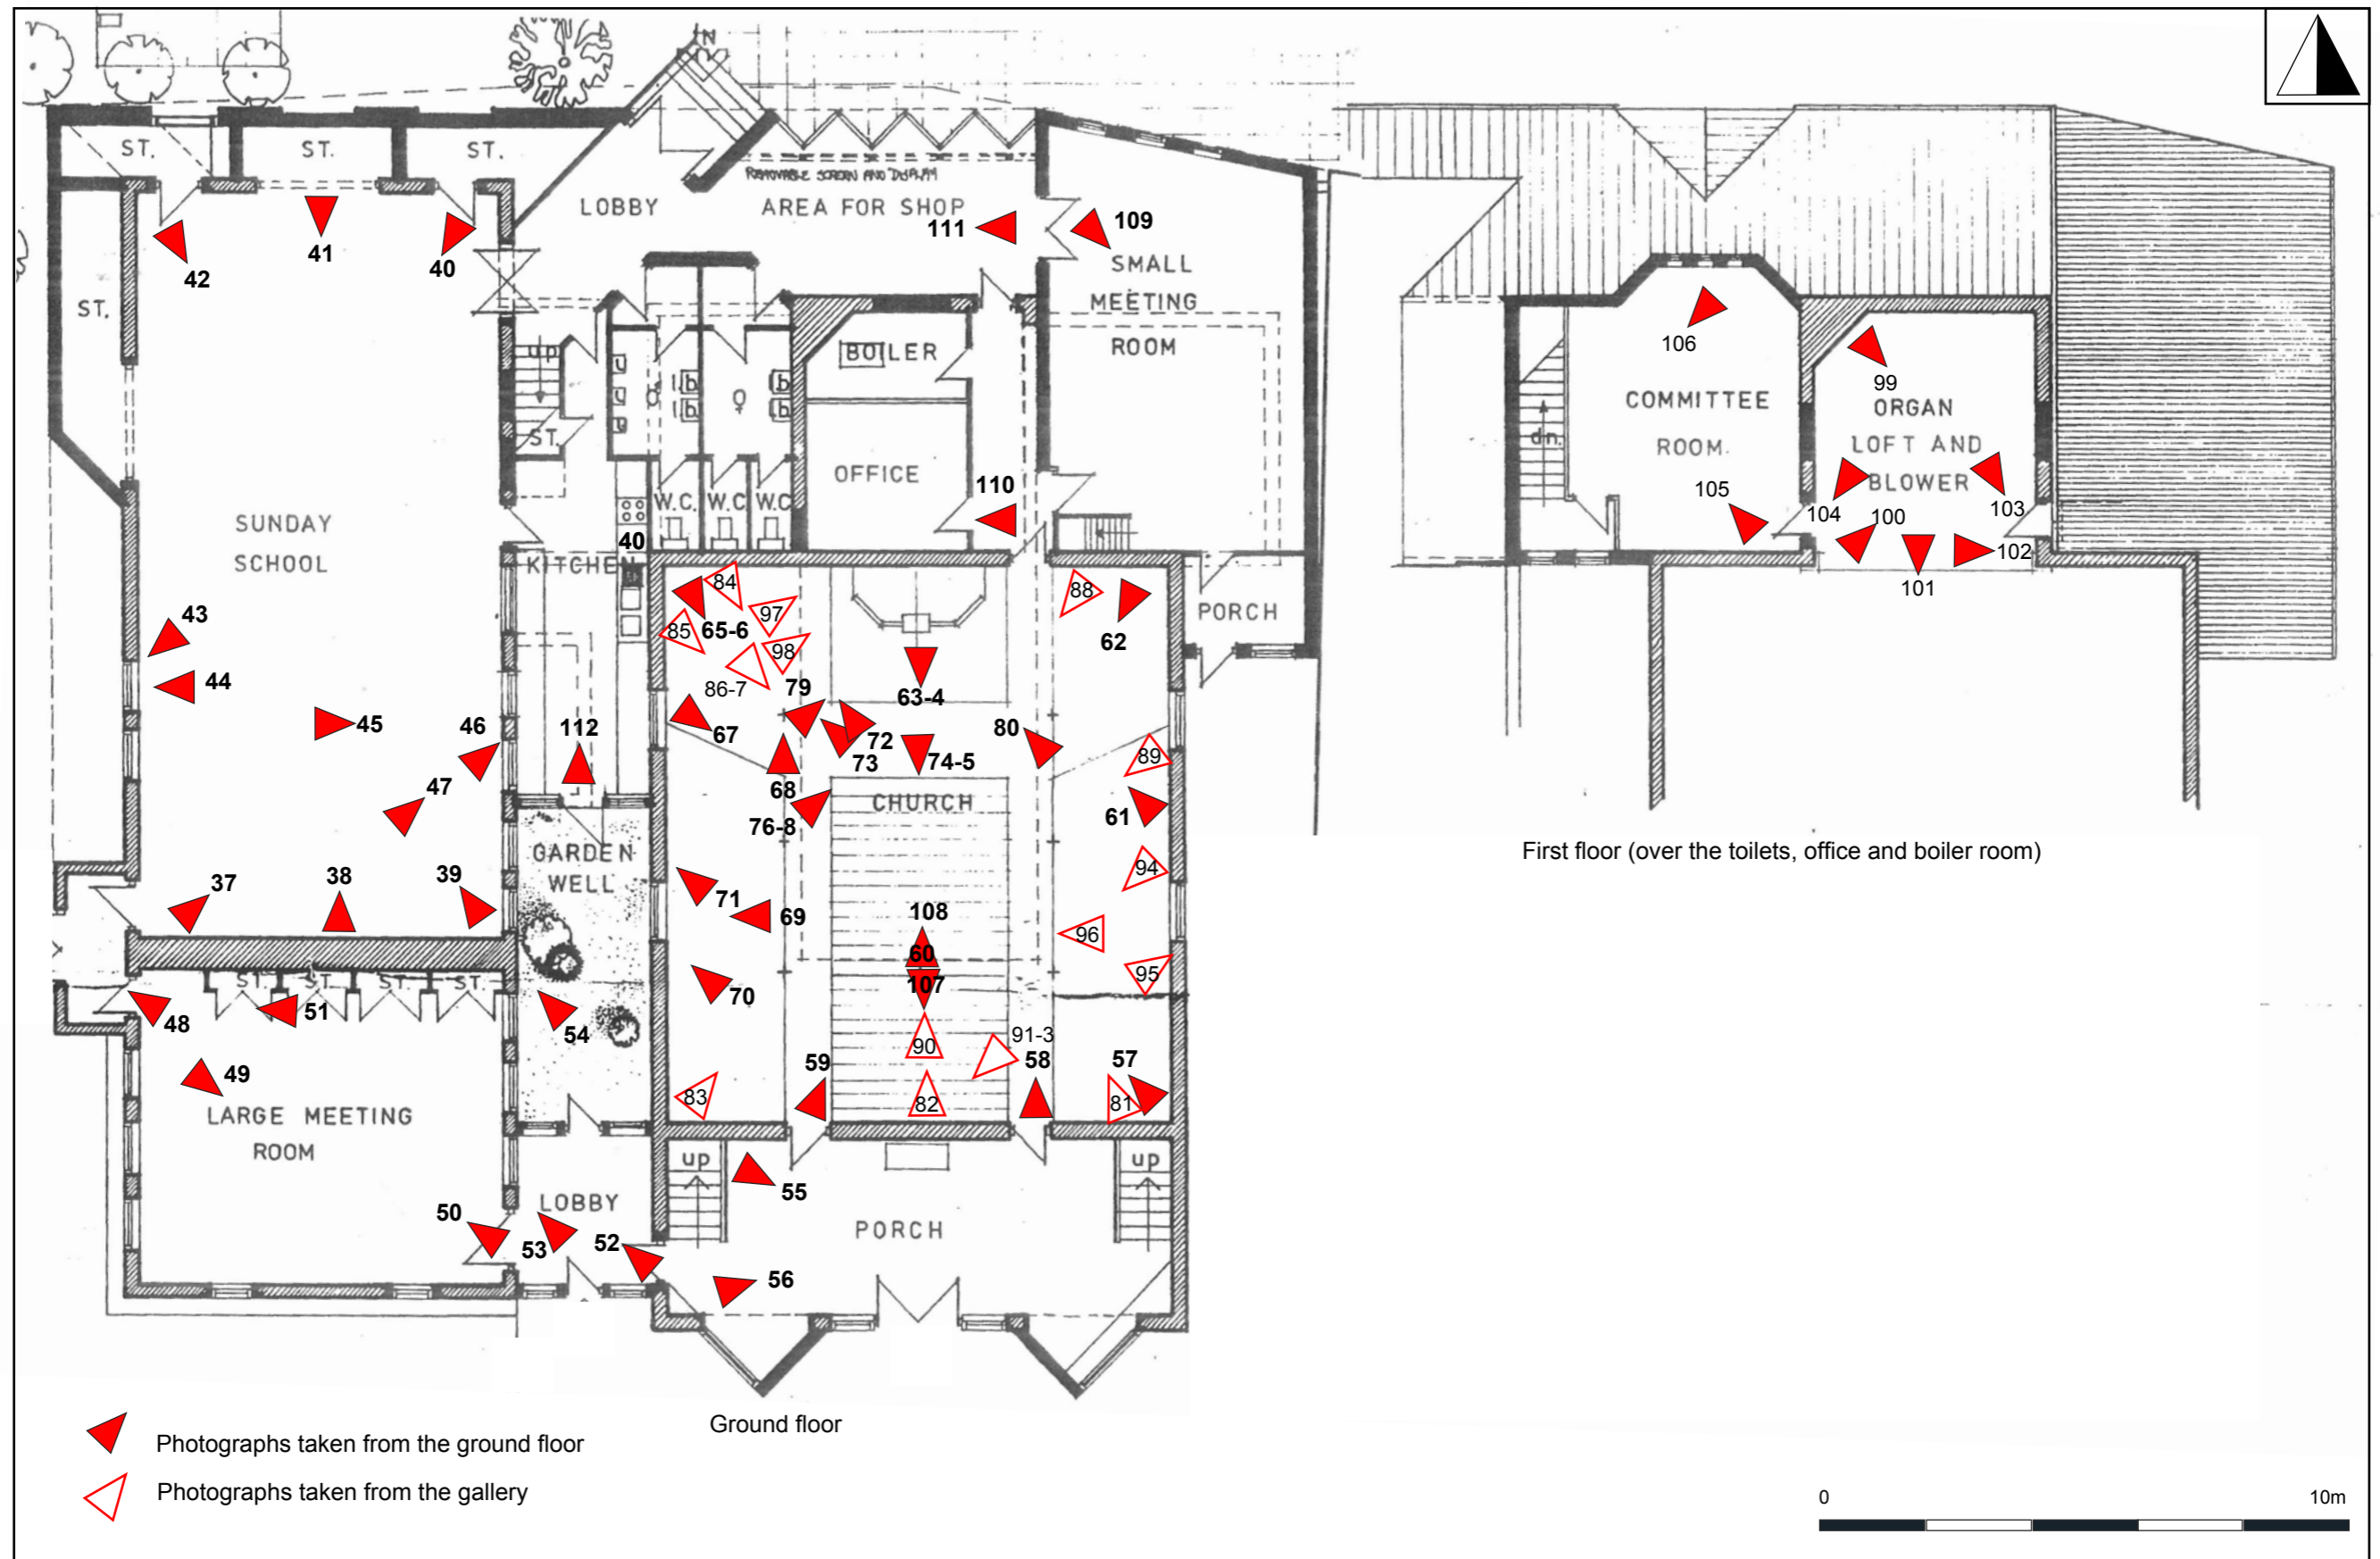 N
ST.
ST.
ST.
LOBBY
REMOVABLE SCREEN AND DISPLAY
AREA FOR SHOP
111
109
42
41
40
SMALL
MEETING
ROOM
ST.
up
BOILER
106
99
COMMITTEE
ROOM.
ORGAN
LOFT AND
BLOWER
dn.
ST.
OFFICE
W.C.
W.C
W.C
110
105
104
100
103
102
101
SUNDAY
SCHOOL
40
KITCHEN
84
97
85
65-6
98
86-7
88
62
PORCH
43
44
45
46
112
47
67
79
72
73
63-4
74-5
80
89
68
76-8
CHURCH
61
First floor (over the toilets, office and boiler room)
GARDEN
WELL
37
38
39
71
69
108
94
60
96
107
95
70
ST.
ST.
ST.
ST.
48
51
54
49
90
91-3
59
58
57
83
82
81
LARGE MEETING
ROOM
up
up
55
50
LOBBY
53
52
PORCH
56
Ground floor
Photographs taken from the ground floor
Photographs taken from the gallery
0
10m